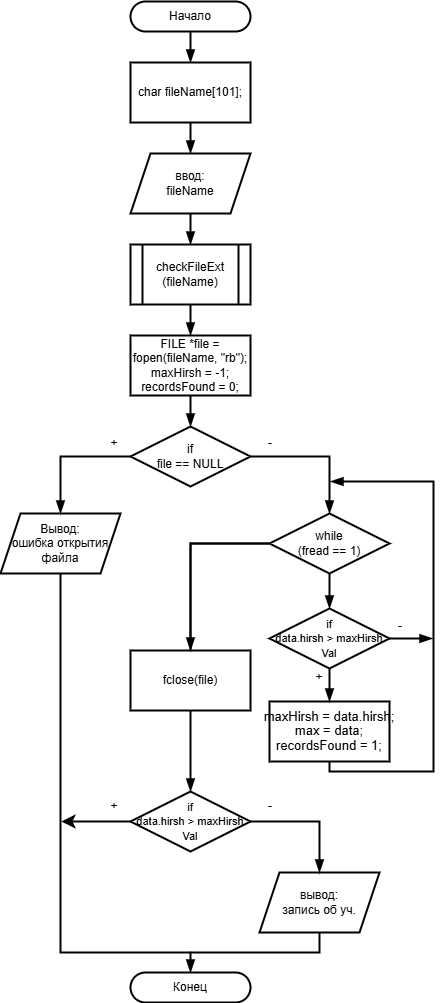 Начало
char fileName[101];
ввод:
fileName
checkFileExt
(fileName)
FILE *file =
fopen(fileName, "rb");
maxHirsh = -1;
recordsFound = 0;
+
if
file == NULL
-
Вывод:
ошибка открытия
файла
while
(fread == 1)
if
data.hirsh > maxHirsh
Val
-
+
fclose(file)
maxHirsh = data.hirsh;
max = data;
recordsFound = 1;
+
if
data.hirsh > maxHirsh
Val
-
вывод:
запись об уч.
Конец